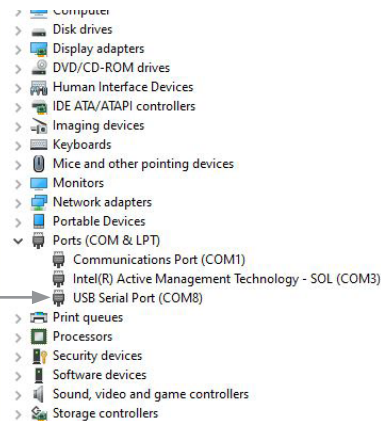 Computer
Disk drives
Display adapters
DVD/CD-ROM drives
Human Interface Devices
IDE ATA/ATAPI controllers
Imaging devices
Keyboards
Mice and other pointing devices
Monitors
Network adapters
Portable Devices
Ports (COM & LPT)
Communications Port (COM1)
Intel(R) Active Management Technology - SOL (COM3)
USB Serial Port (COM8)
Print queues
Processors
Security devices
Software devices
Sound, video and game controllers
Storage controllers